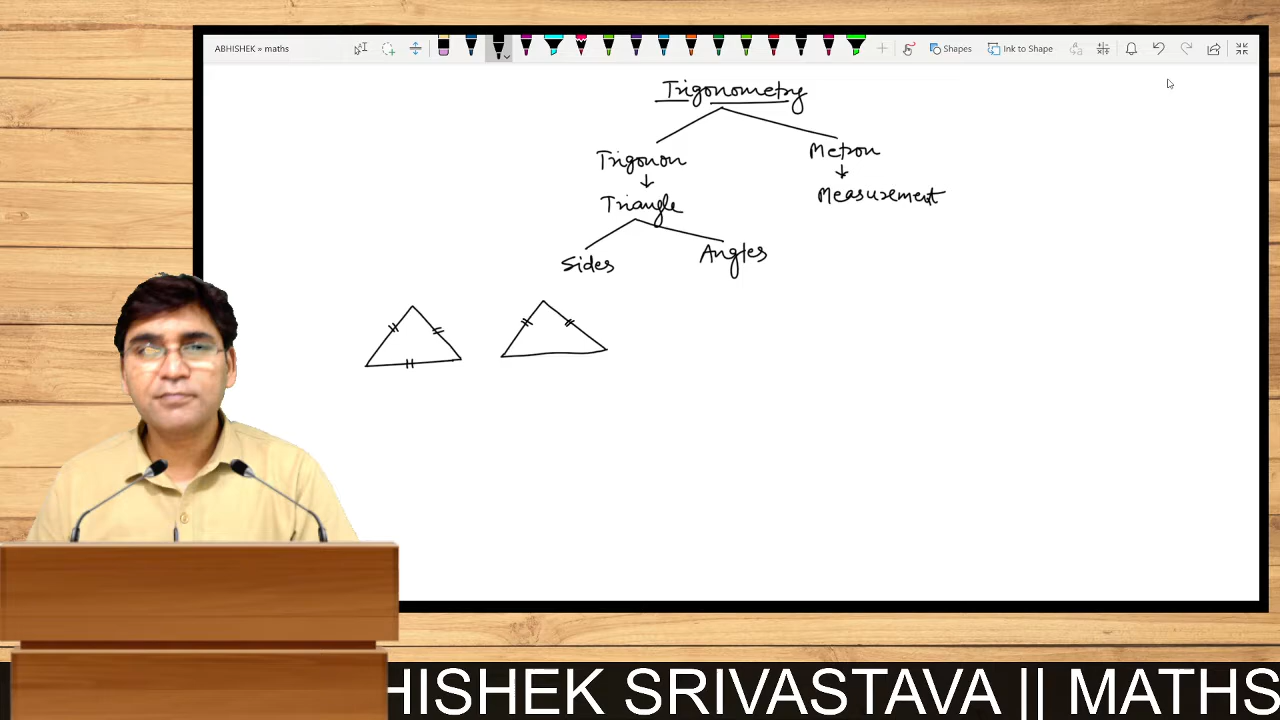 ABHISHEK » maths
Shapes
Ink to Shape
Trigonometry
Trigonon
Metron
Triangle
Measurement
Sides
Angles
HISHEK SRIVASTAVA || MATHS